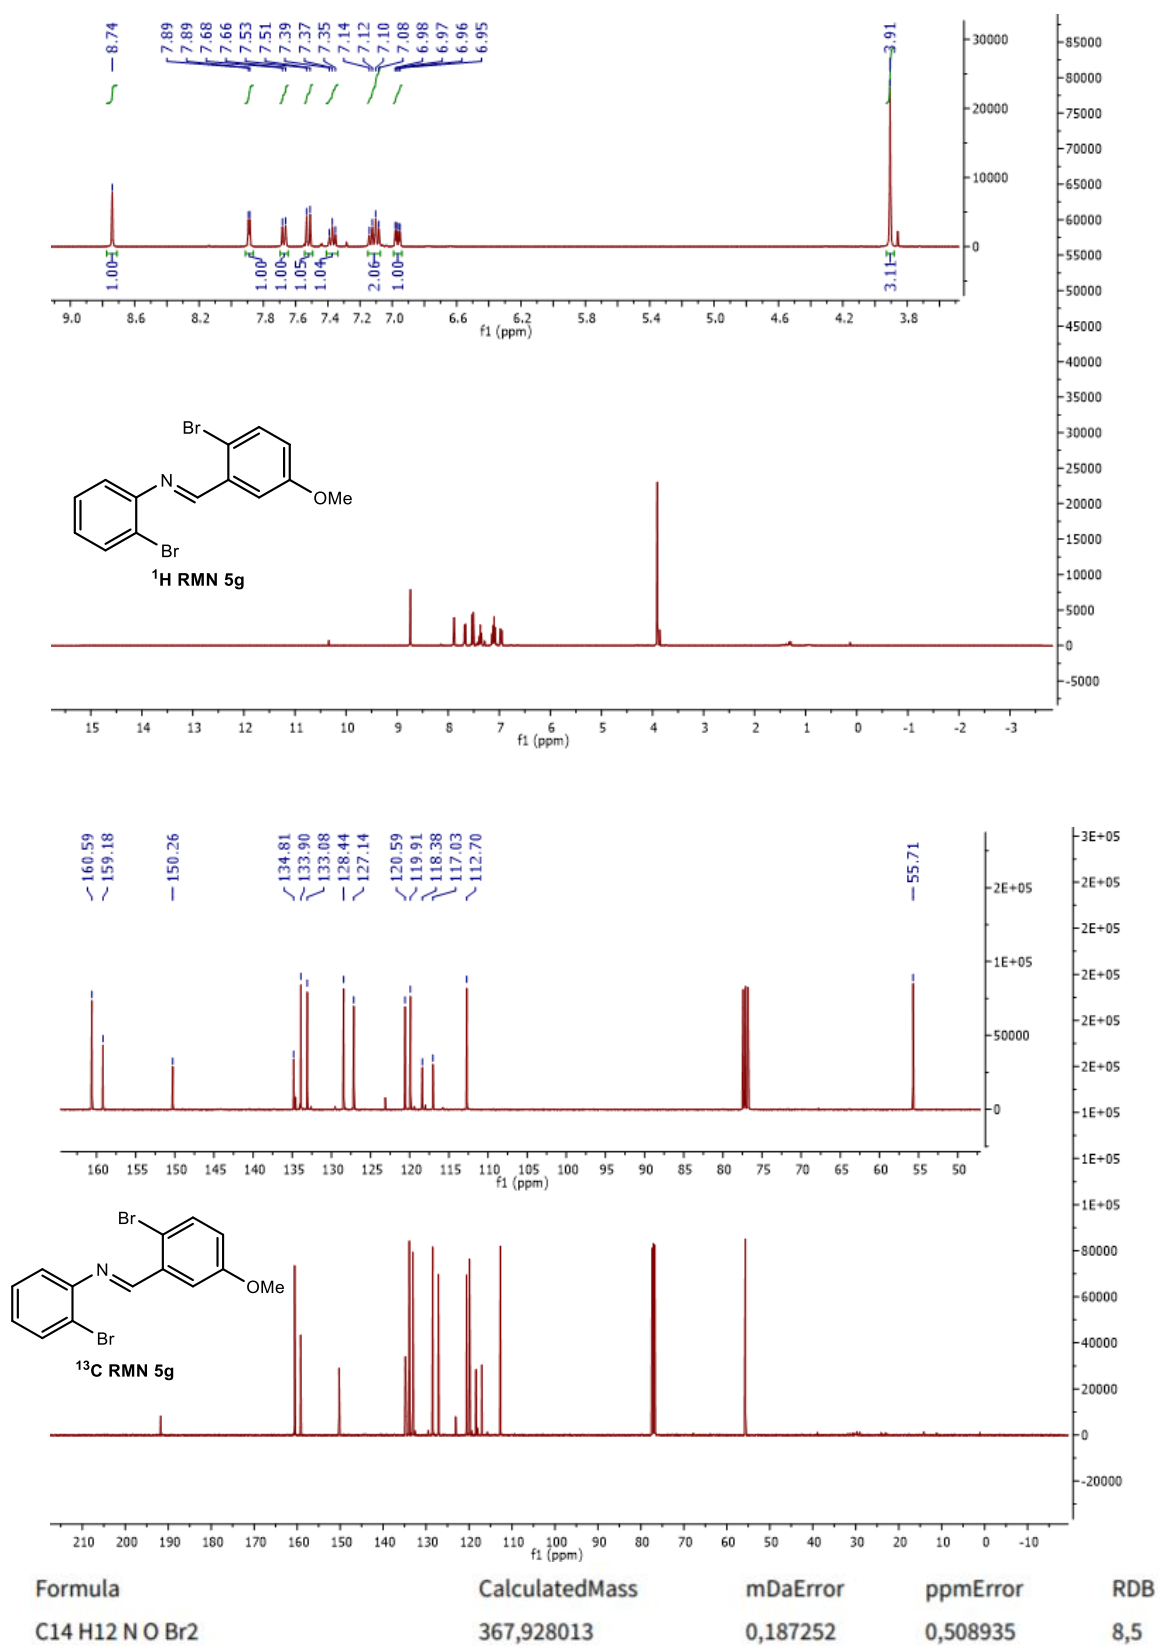 8.74 7.89 7.89 7.68 7.66 7.53 7.51 7.39 7.37 7.35 7.14 7.12 7.10 7.08 6.98 6.97 6.96 6.95 3.91
30000
20000
10000
0
1.00 1.00 1.00 1.05 1.04 2.06 1.00 3.11
9.0 8.6 8.2 7.8 7.6 7.4 7.2 7.0 6.6 6.2 5.8 5.4 5.0 4.6 4.2 3.8
f1 (ppm)
85000
80000
75000
70000
65000
60000
55000
50000
45000
40000
35000
30000
25000
20000
15000
10000
5000
0
-5000
Br
N
OMe
Br
1H RMN 5g
15 14 13 12 11 10 9 8 7 6 5 4 3 2 1 0 -1 -2 -3
f1 (ppm)
160.59 159.18 150.26 134.81 133.90 133.08 128.44 127.14 120.59 119.91 118.38 117.03 112.70 55.71
2E+05
1E+05
50000
0
160 155 150 145 140 135 130 125 120 115 110 105 100 95 90 85 80 75 70 65 60 55 50
f1 (ppm)
3E+05
2E+05
2E+05
2E+05
2E+05
2E+05
1E+05
1E+05
1E+05
80000
60000
40000
20000
0
-20000
Br
N
OMe
Br
13C RMN 5g
210 200 190 180 170 160 150 140 130 120 110 100 90 80 70 60 50 40 30 20 10 0 -10
f1 (ppm)
Formula CalculatedMass mDaError ppmError RDB
C14 H12 N O Br2 367,928013 0,187252 0,508935 8,5